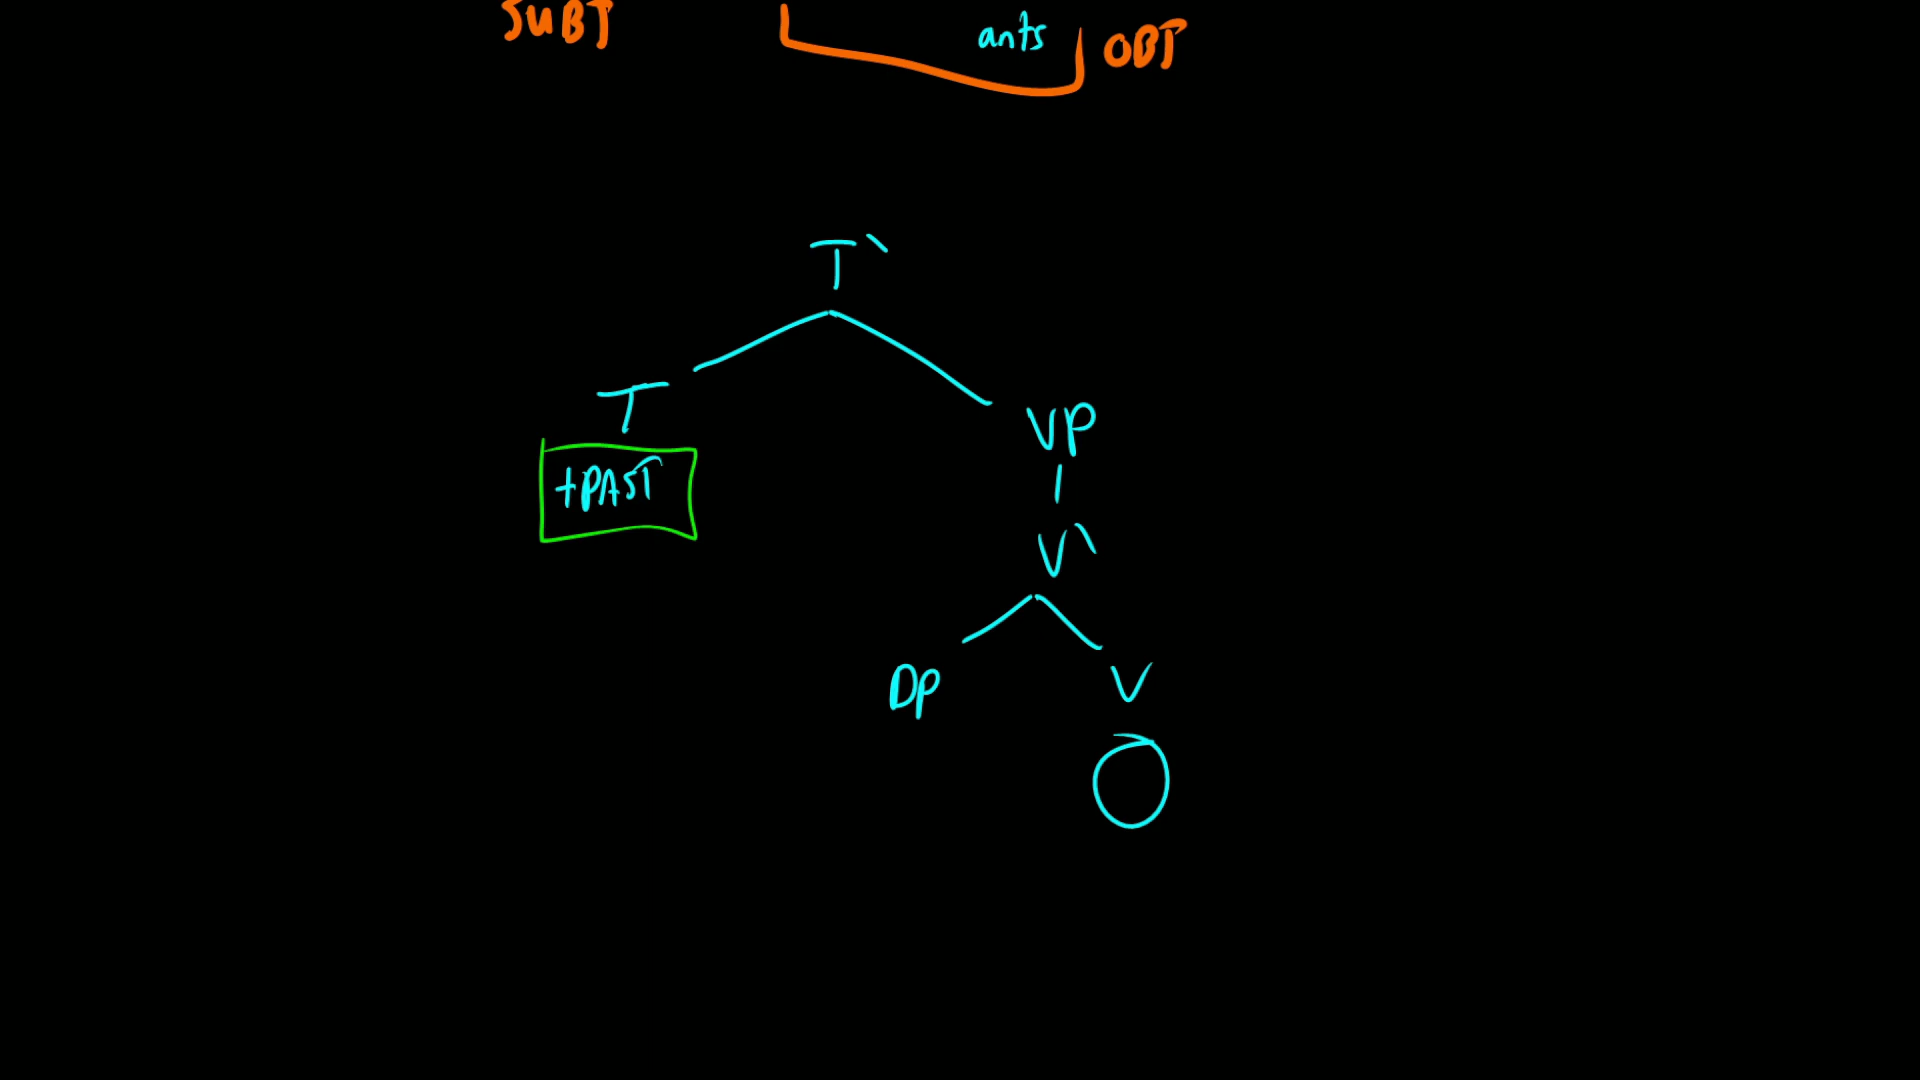 SUBJ
ants OBJ
T`
T
VP
+PAST
V`
DP V